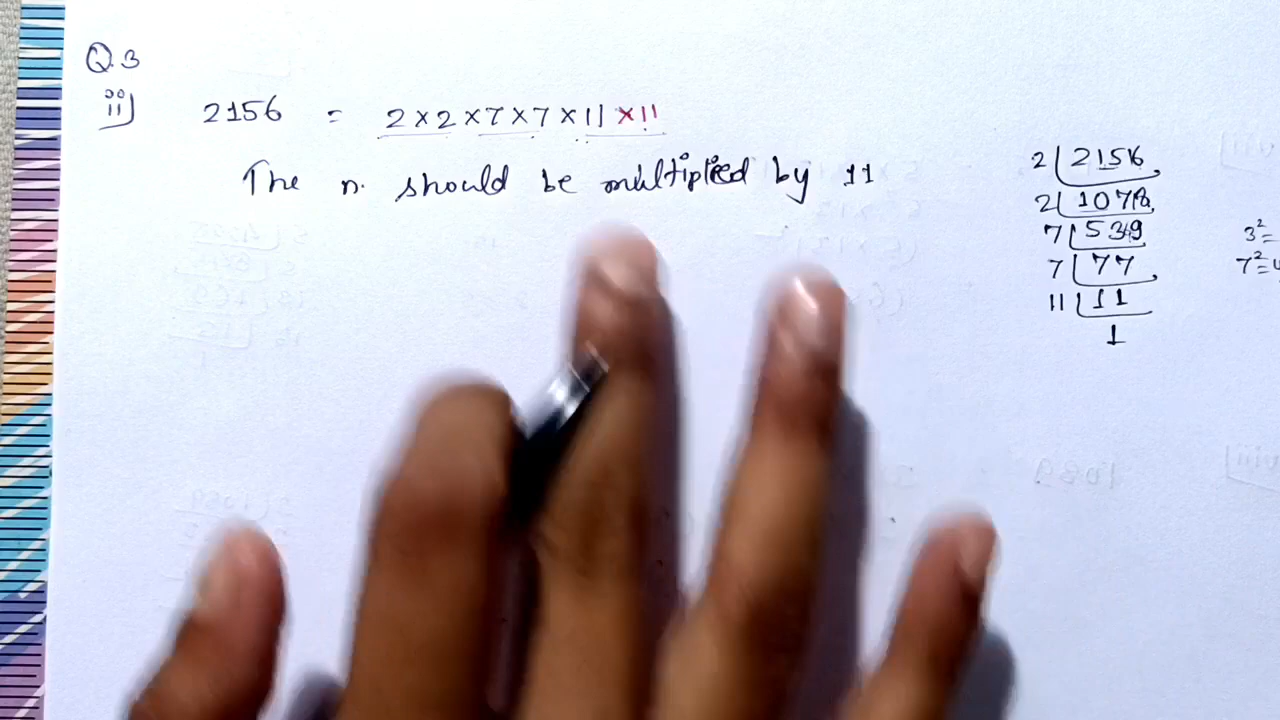 Q.3
ii) 2156 = 2×2×7×7×11×11
The n. should be multiplied by 11
2 | 2156
2 | 1078
7 | 539
7 | 77
11 | 11
1
3²=
7²=4